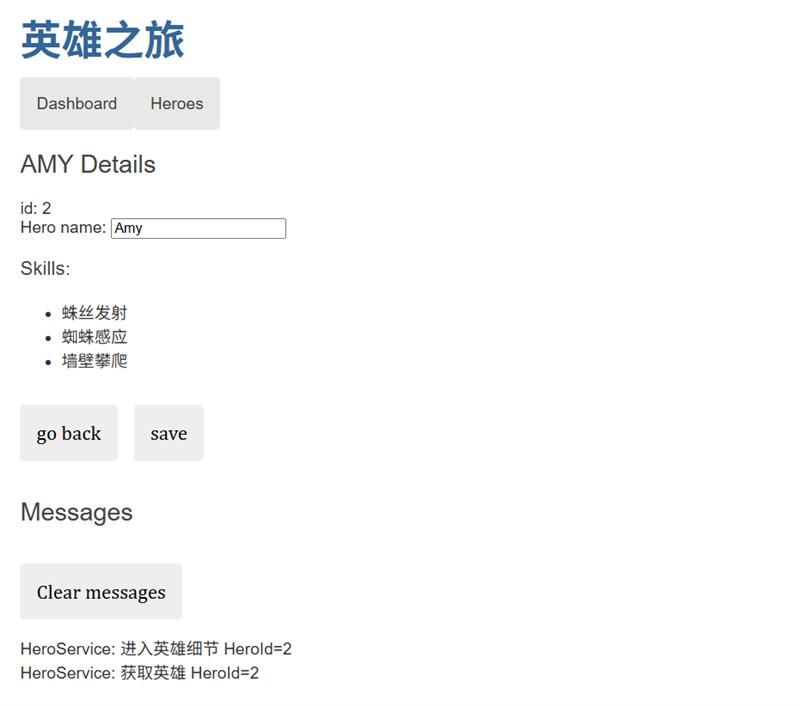 英雄之旅
Dashboard Heroes
AMY Details
id: 2
Hero name: Amy
Skills:
蛛丝发射
蜘蛛感应
墙壁攀爬
go back save
Messages
Clear messages
HeroService: 进入英雄细节 HeroId=2
HeroService: 获取英雄 HeroId=2